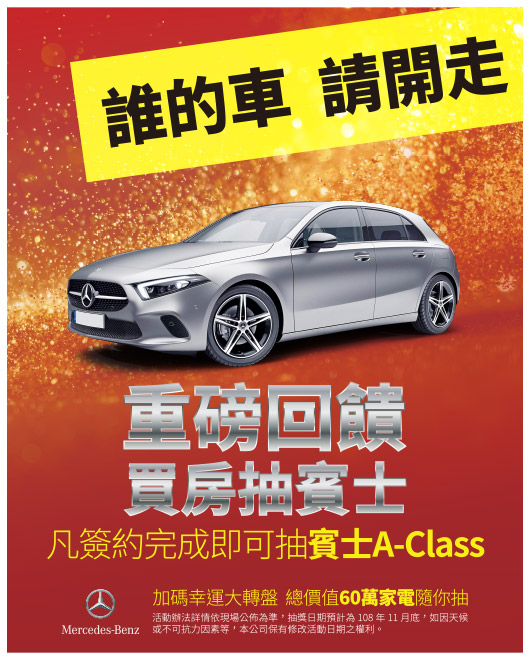 誰的車 請開走
重磅回饋
買房抽賓士
凡簽約完成即可抽賓士A-Class
加碼幸運大轉盤 總價值60萬家電隨你抽
活動辦法詳情依現場公佈為準，抽獎日期預計為 108 年 11 月底，如因天候
或不可抗力因素等，本公司保有修改活動日期之權利。
Mercedes-Benz